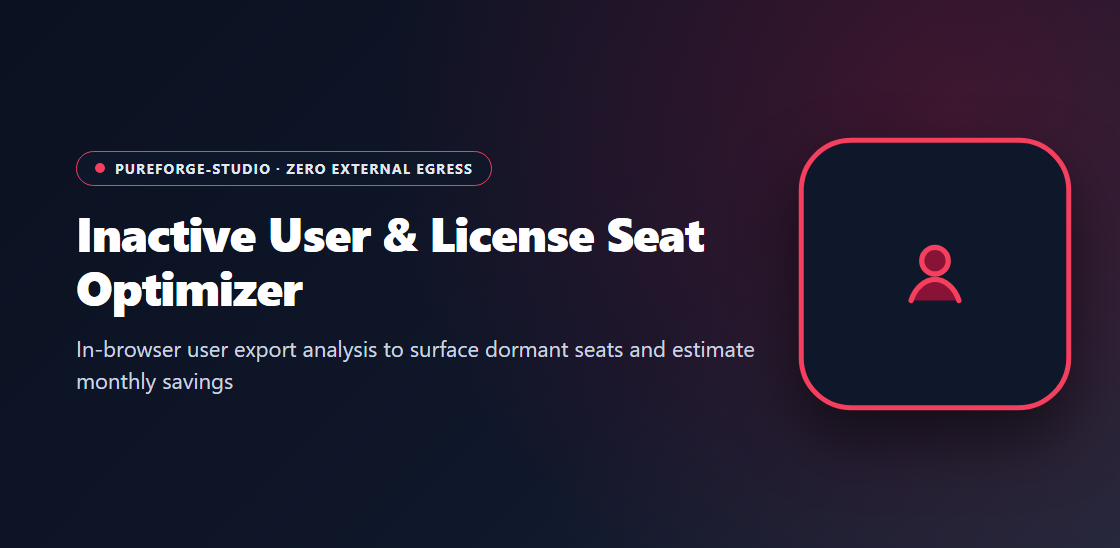 PUREFORGE-STUDIO · ZERO EXTERNAL EGRESS
Inactive User & License Seat
Optimizer
In-browser user export analysis to surface dormant seats and estimate
monthly savings